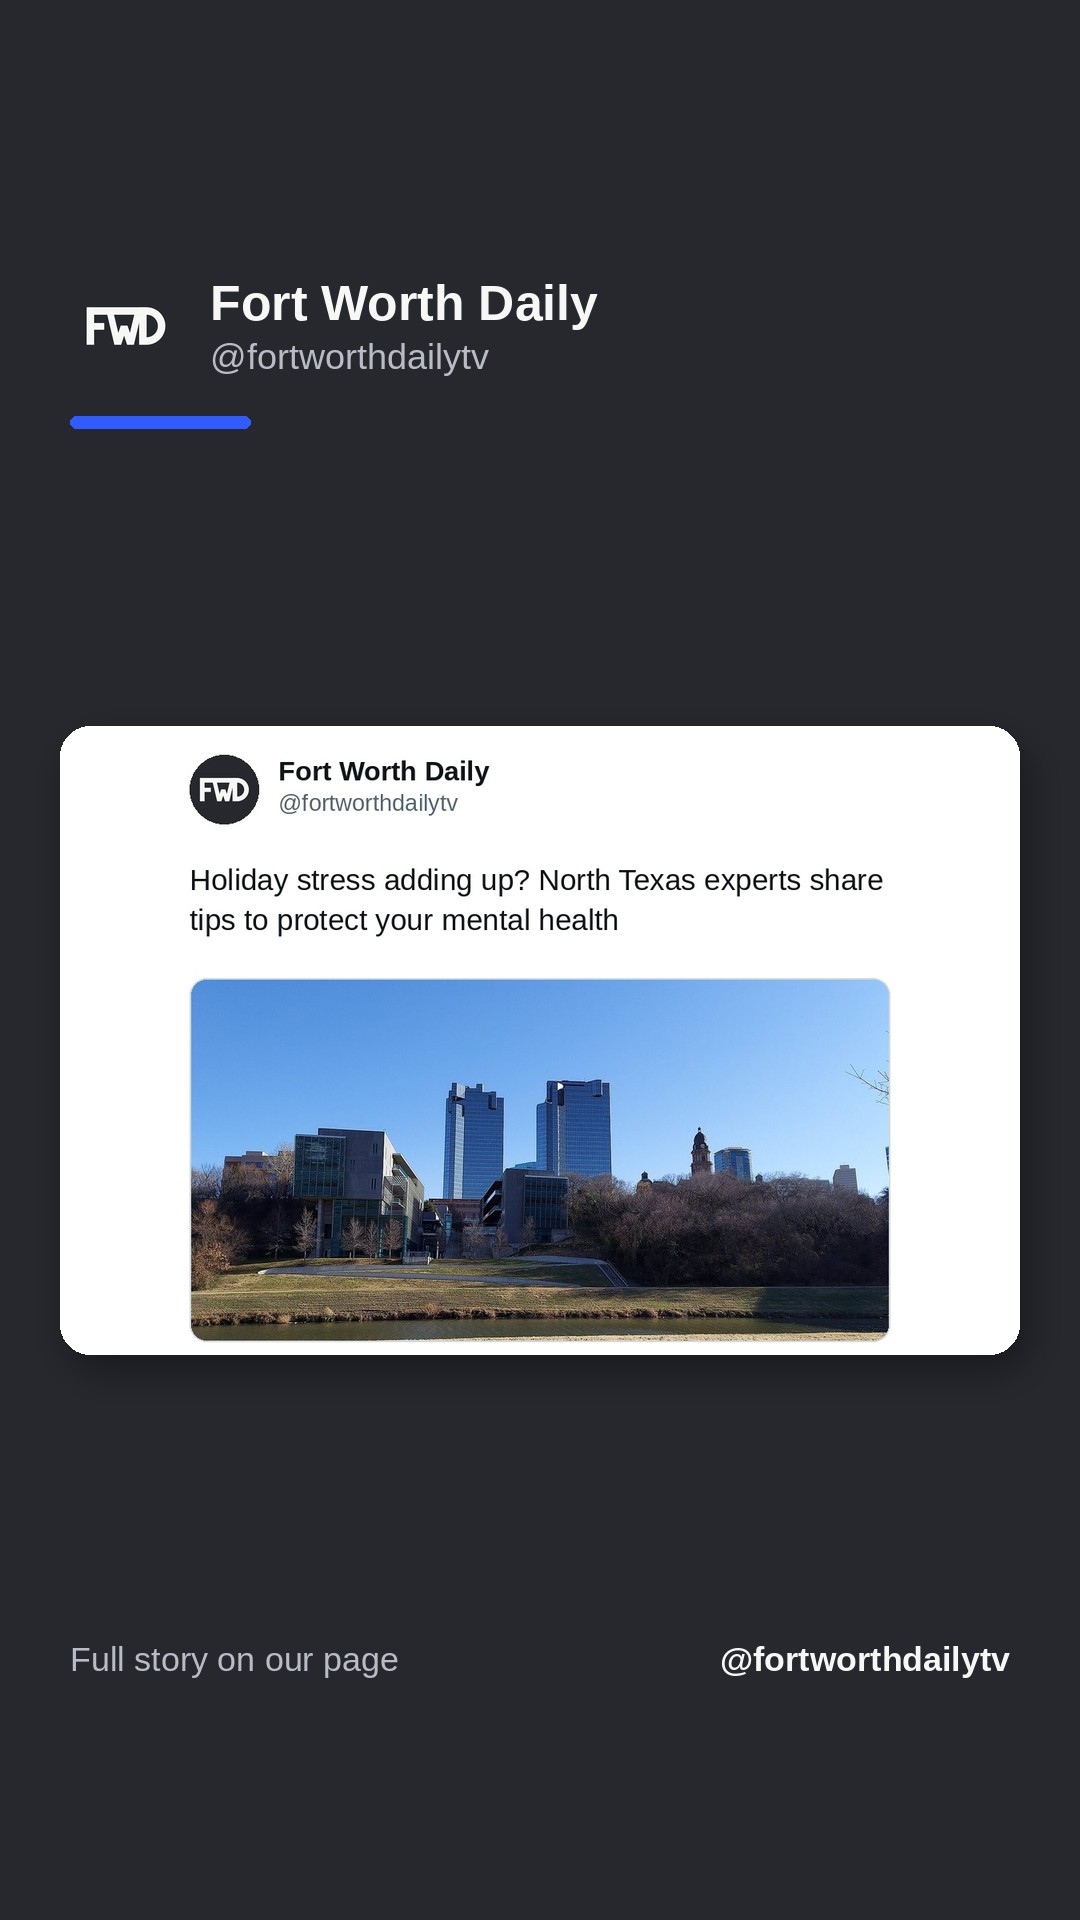 FWD
Fort Worth Daily
@fortworthdailytv
FWD
Fort Worth Daily
@fortworthdailytv
Holiday stress adding up? North Texas experts share
tips to protect your mental health
Full story on our page
@fortworthdailytv